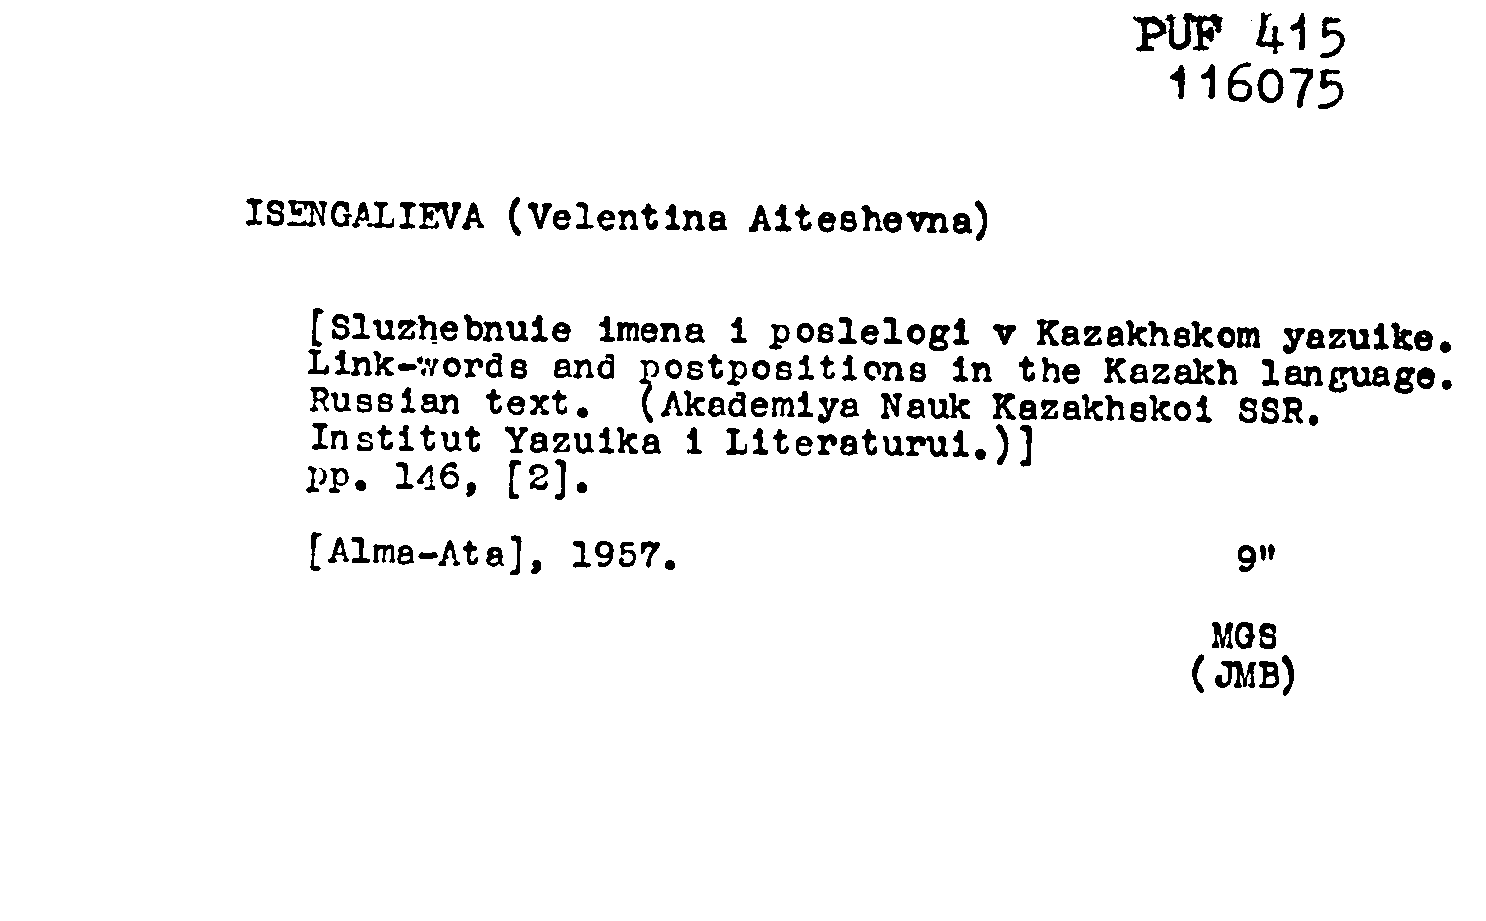 PUF 415
116075
ISENGALIEVA (Velentina Aiteshevna)
[Sluzhebnuie imena i poslelogi v Kazakhskom yazuike.
Link-words and postpositions in the Kazakh language.
Russian text. (Akademiya Nauk Kazakhskoi SSR.
Institut Yazuika i Literaturui.)]
pp. 146, [2].
[Alma-Ata], 1957. 9"
MGS
(JMB)